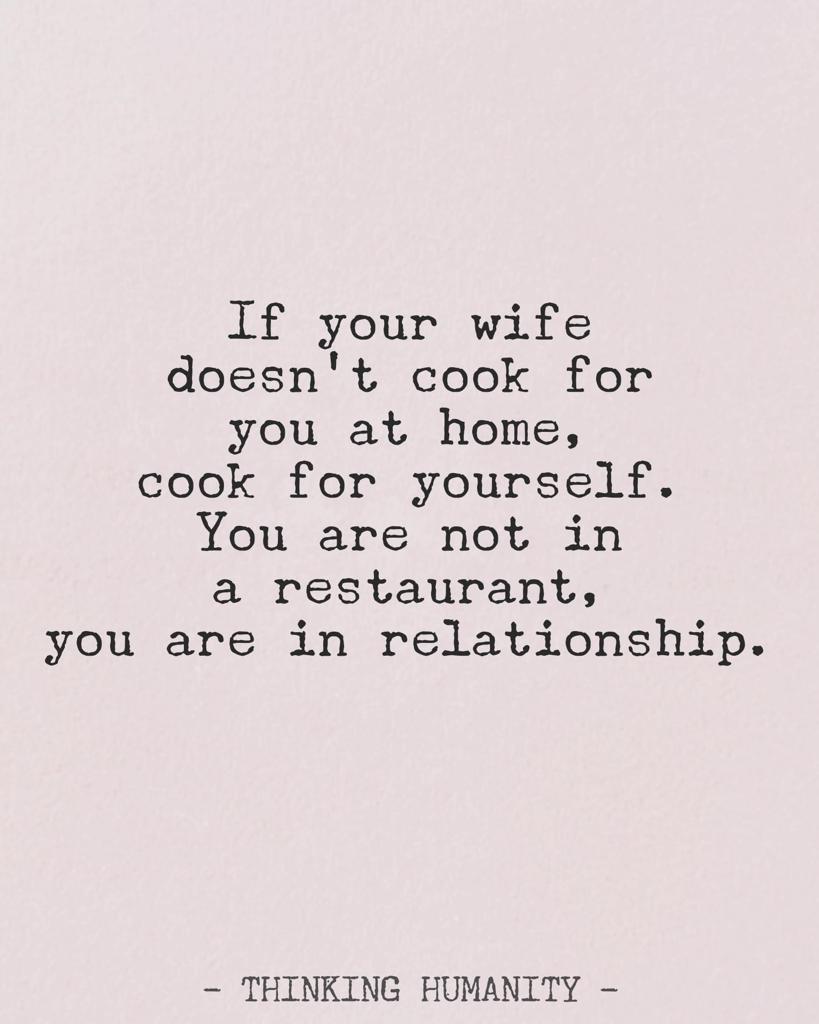 If your wife
doesn't cook for
you at home,
cook for yourself.
You are not in
a restaurant,
you are in relationship.
- THINKING HUMANITY -